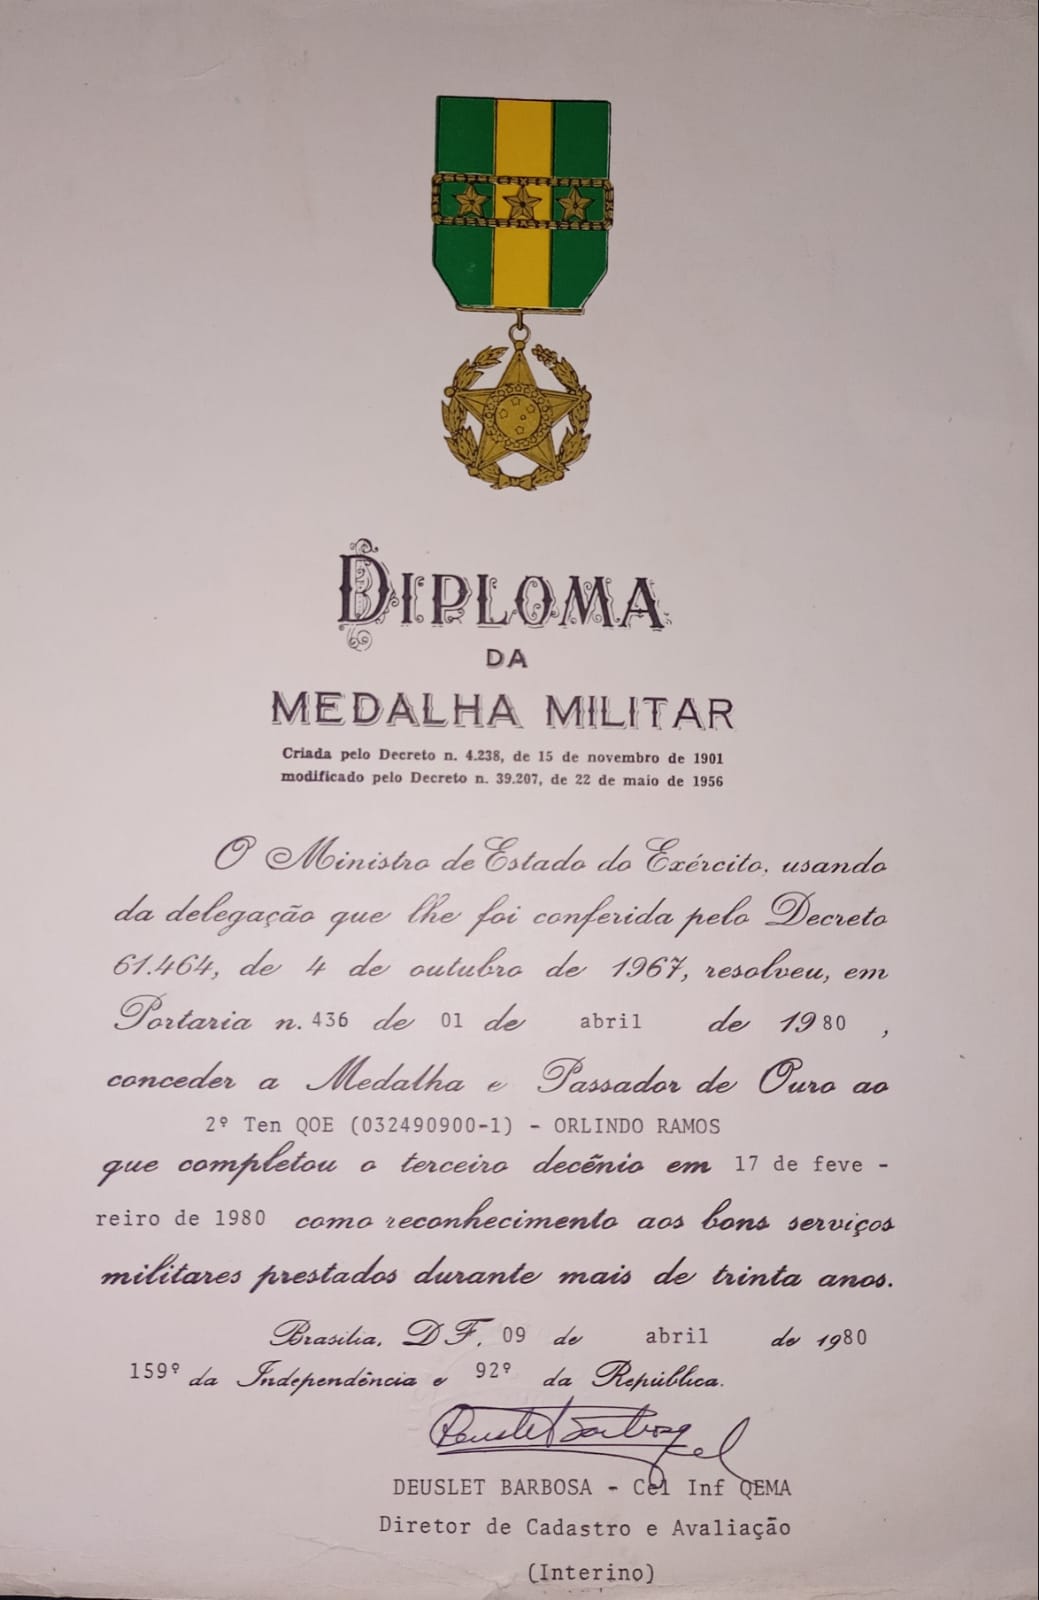 DIPLOMA
DA
MEDALHA MILITAR
Criada pelo Decreto n. 4.238, de 15 de novembro de 1901
modificado pelo Decreto n. 39.207, de 22 de maio de 1956
O Ministro de Estado do Exército, usando
da delegação que lhe foi conferida pelo Decreto
61.464, de 4 de outubro de 1967, resolveu, em
Portaria n. 436 de 01 de abril de 1980 ,
conceder a Medalha e Passador de Ouro ao
2º Ten QOE (032490900-1) - ORLINDO RAMOS
que completou o terceiro decênio em 17 de feve -
reiro de 1980 como reconhecimento aos bons serviços
militares prestados durante mais de trinta anos.
Brasília, DF, 09 de abril de 1980
159º da Independência e 92º da República.
Deuslet Barbosa Cel
DEUSLET BARBOSA - Cel Inf QEMA
Diretor de Cadastro e Avaliação
(Interino)